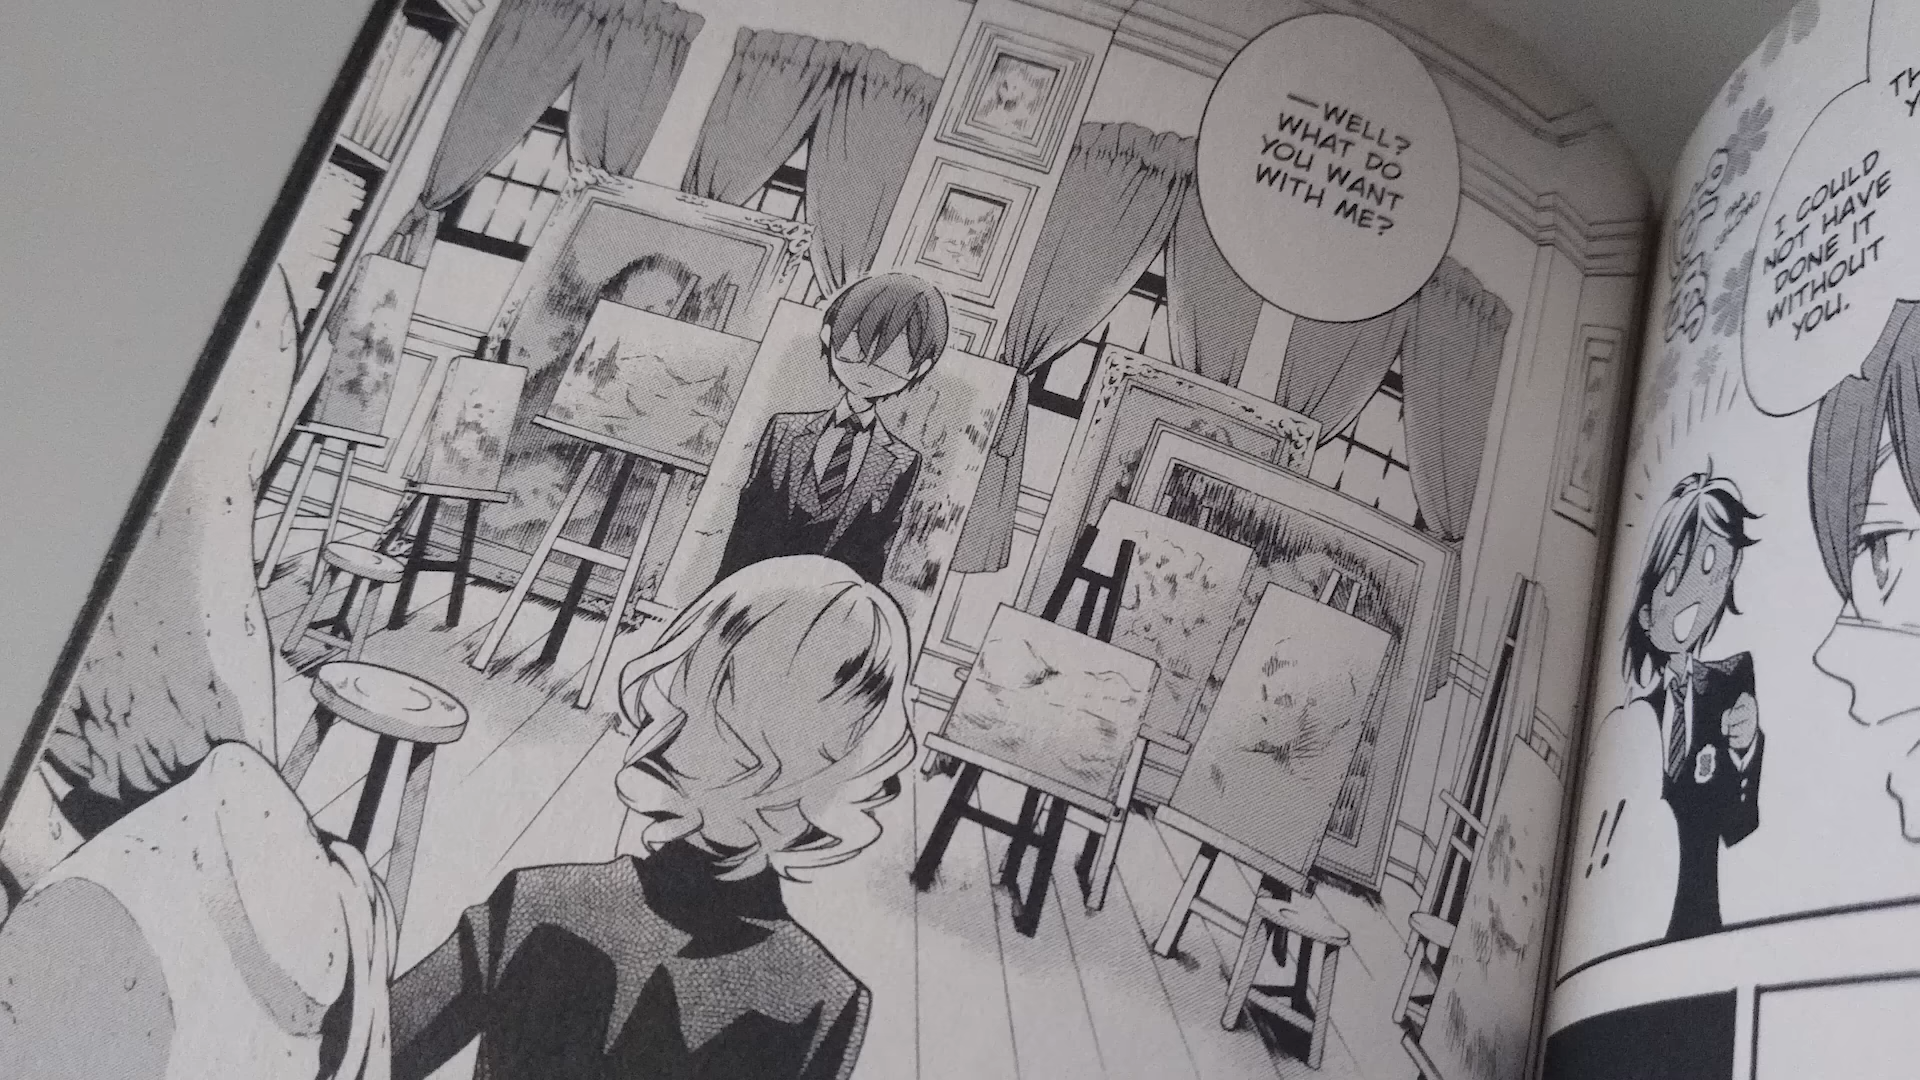 —WELL?
WHAT DO
YOU WANT
WITH ME?
I COULD
NOT HAVE
DONE IT
WITHOUT
YOU.
!!